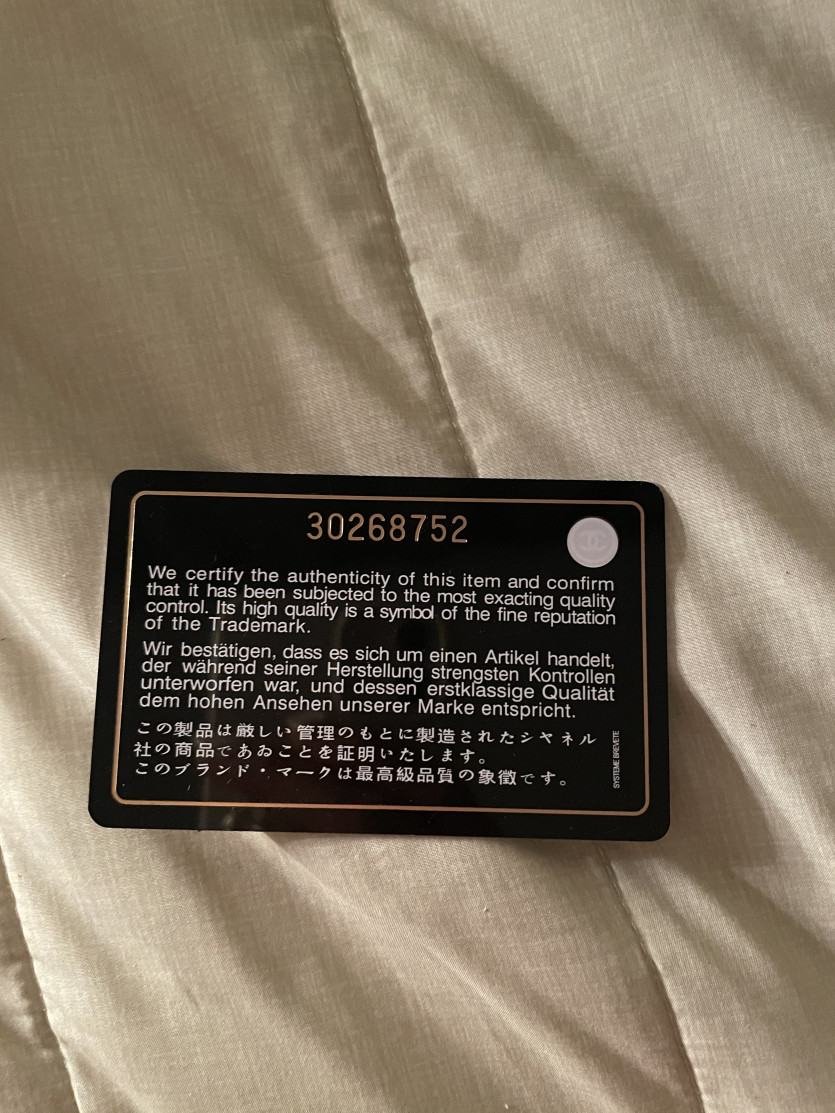 30268752
We certify the authenticity of this item and confirm
that it has been subjected to the most exacting quality
control. Its high quality is a symbol of the fine reputation
of the Trademark.
Wir bestätigen, dass es sich um einen Artikel handelt,
der während seiner Herstellung strengsten Kontrollen
unterworfen war, und dessen erstklassige Qualität
dem hohen Ansehen unserer Marke entspricht.
この製品は厳しい管理のもとに製造されたシャネル
社の商品であゐことを証明いたします。
このブランド・マークは最高級品質の象徴です。
SYSTEME BREVETE